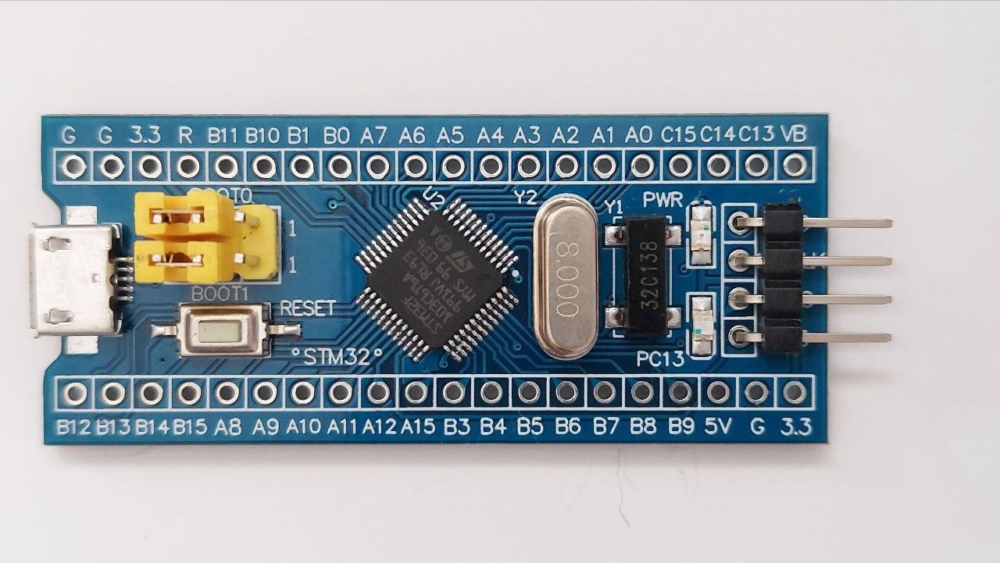 G G 3.3 R B11 B10 B1 B0 A7 A6 A5 A4 A3 A2 A1 A0 C15 C14 C13 VB
BOOT0
U2
Y2
Y1
PWR
1
1
BOOT1
RESET
°STM32°
8.000
32C138
PC13
B12 B13 B14 B15 A8 A9 A10 A11 A12 A15 B3 B4 B5 B6 B7 B8 B9 5V G 3.3